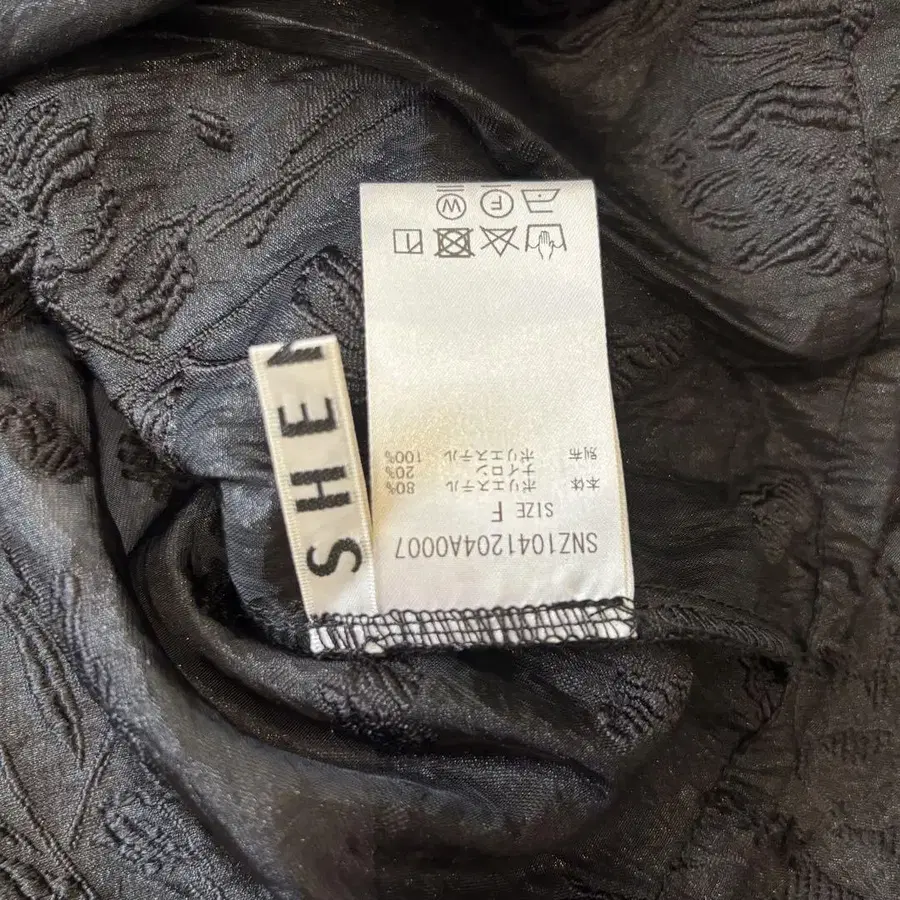 SNZ1041204A0007
SIZE F
本体 ポリエステル 80%
ナイロン 20%
別布 ポリエステル 100%
F W
SHE